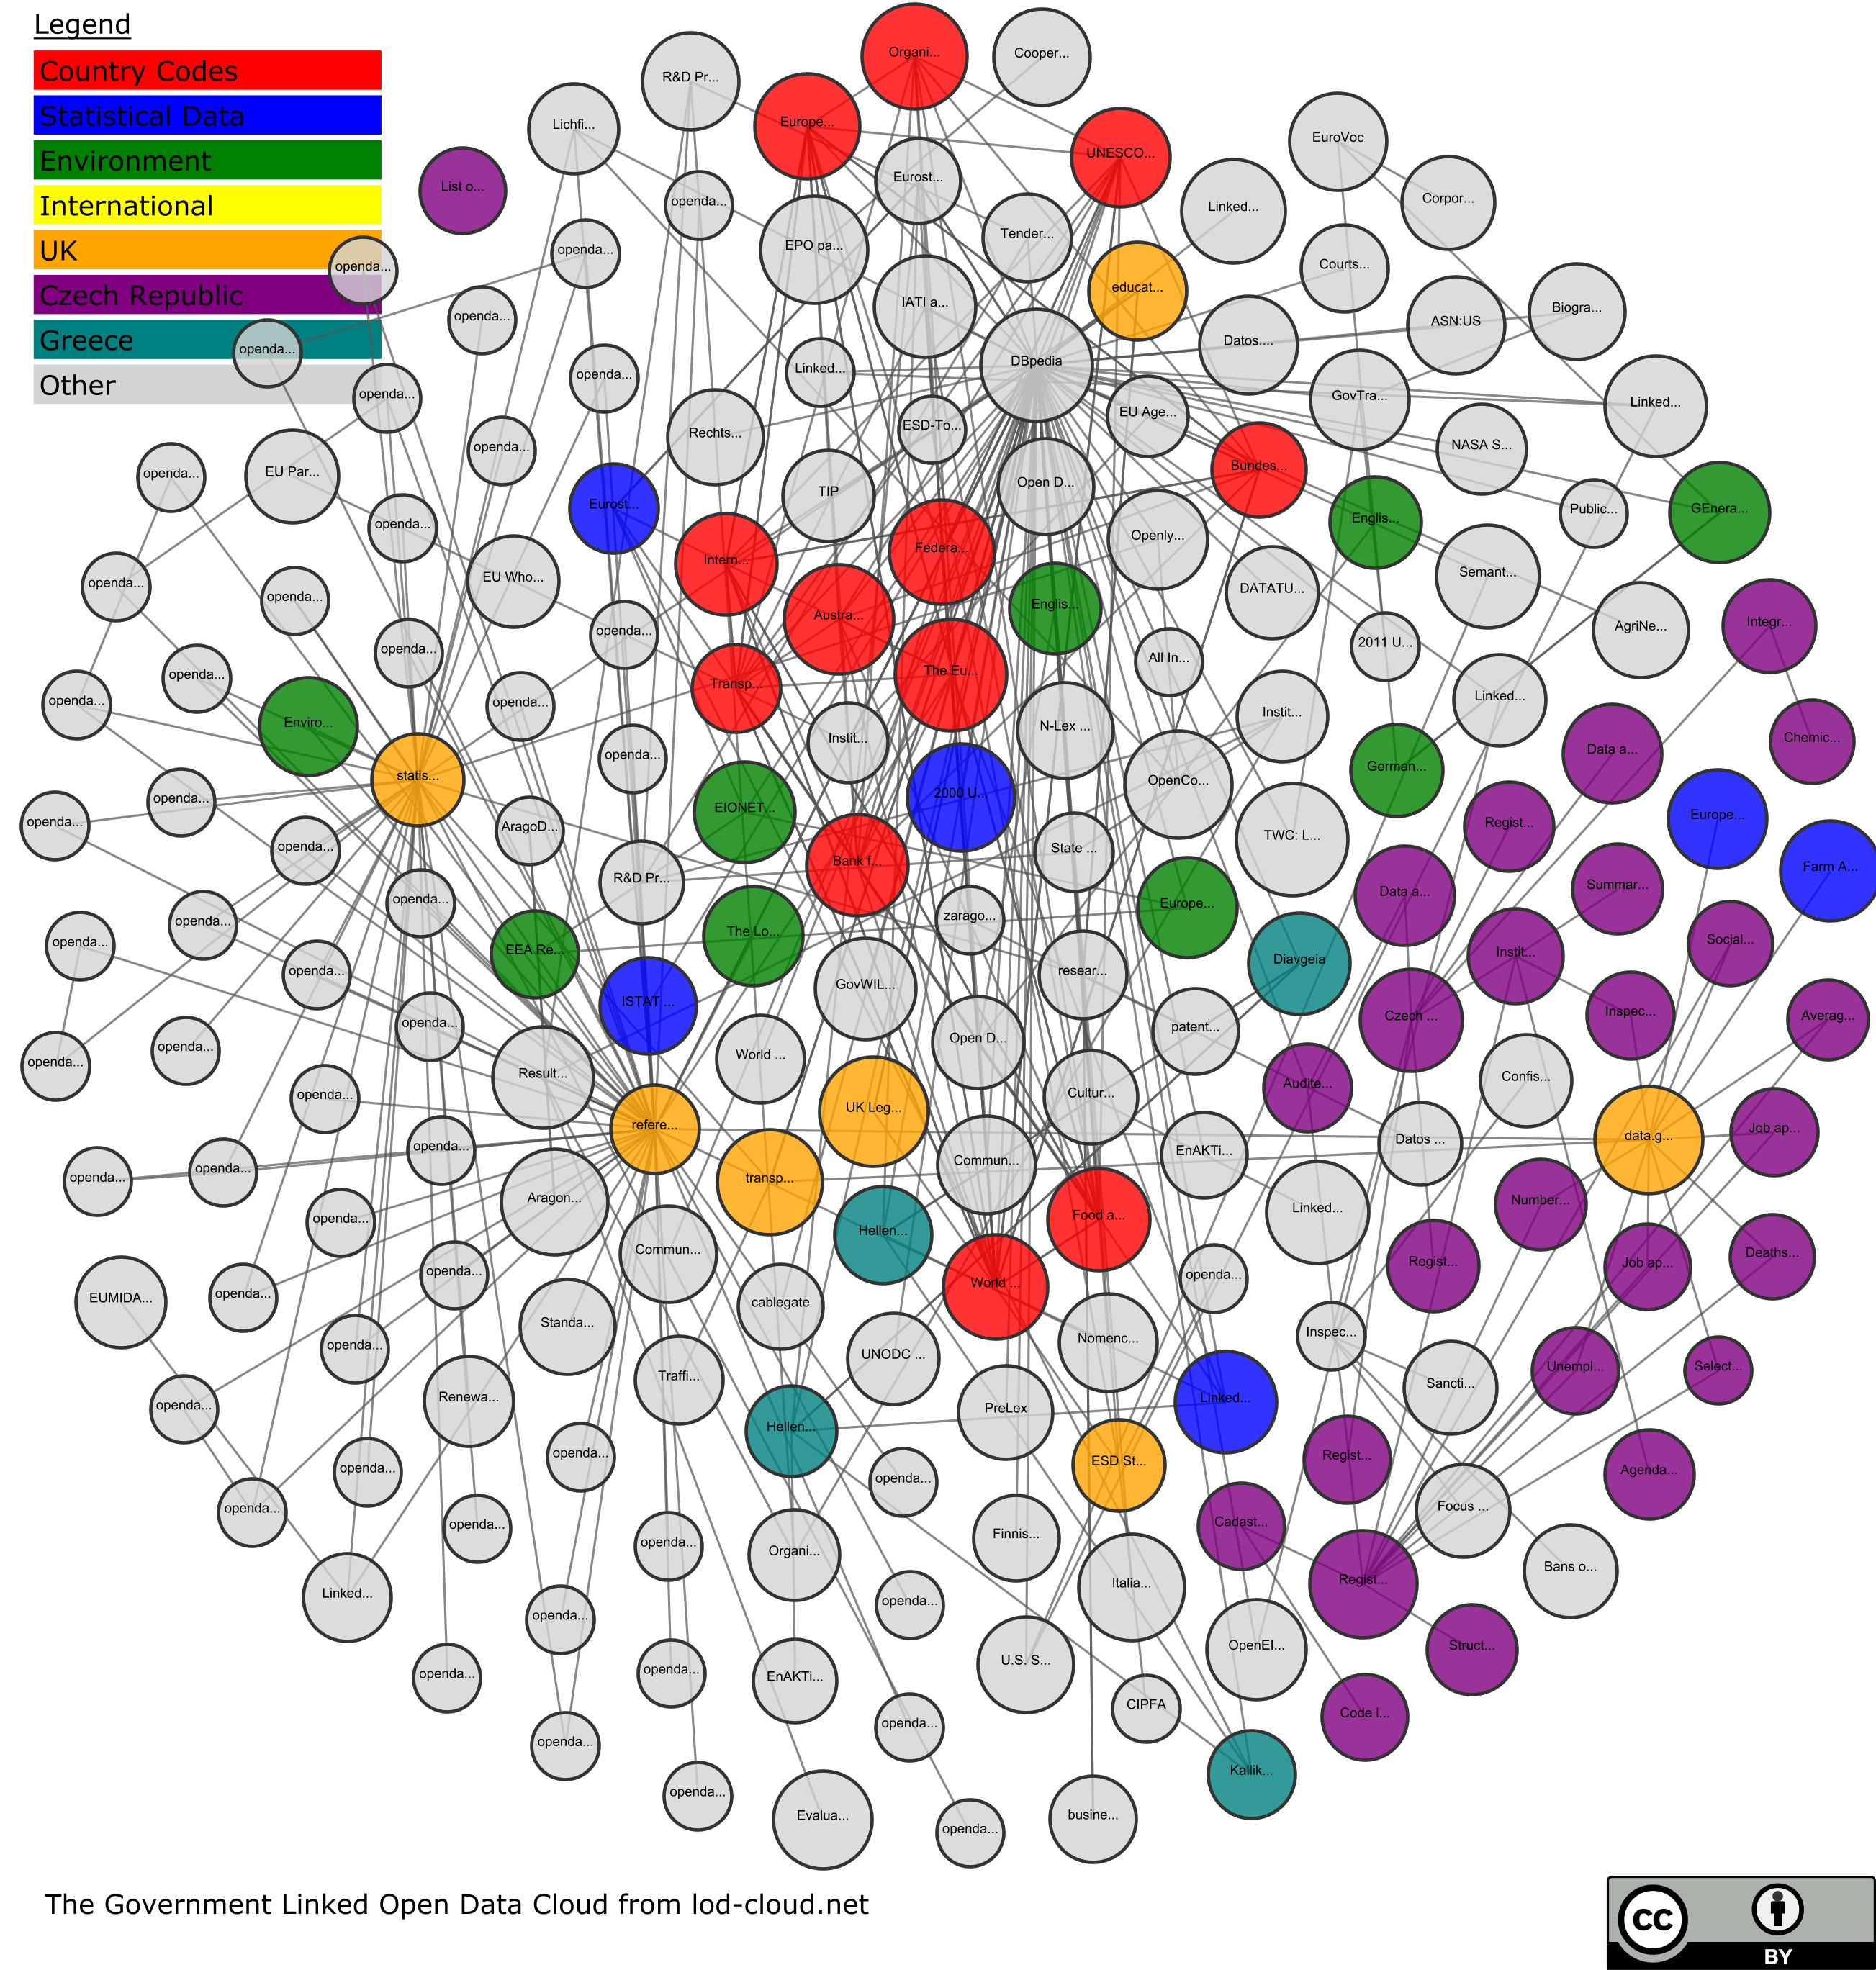 Legend
Country Codes
Statistical Data
Environment
International
UK
Czech Republic
Greece
Other
Organi...
Cooper...
R&D Pr...
Europe...
Lichfi...
UNESCO...
EuroVoc
List o...
Eurost...
openda...
Linked...
Corpor...
Tender...
EPO pa...
openda...
openda...
Courts...
educat...
IATI a...
Biogra...
openda...
ASN:US
Datos....
openda...
DBpedia
Linked...
openda...
openda...
GovTra...
Linked...
EU Age...
ESD-To...
Rechts...
NASA S...
openda...
Bundes...
openda...
EU Par...
Open D...
TIP
Eurost...
Public...
GEnera...
Englis...
openda...
Openly...
Federa...
Intern...
Semant...
EU Who...
openda...
DATATU...
openda...
Englis...
Austra...
Integr...
AgriNe...
openda...
2011 U...
openda...
All In...
The Eu...
openda...
Transp...
Linked...
openda...
openda...
Instit...
Enviro...
N-Lex ...
Instit...
Chemic...
Data a...
openda...
German...
statis...
OpenCo...
2000 U...
openda...
EIONET...
Europe...
openda...
Regist...
AragoD...
TWC: L...
openda...
State ...
Bank f...
Farm A...
R&D Pr...
Summar...
Data a...
openda...
Europe...
zarago...
openda...
The Lo...
Social...
openda...
EEA Re...
Instit...
Diavgeia
openda...
resear...
GovWIL...
ISTAT ...
Inspec...
Averag...
Czech ...
openda...
patent...
Open D...
openda...
World ...
openda...
Result...
Confis...
Audite...
Cultur...
openda...
UK Leg...
refere...
Job ap...
data.g...
Datos ...
openda...
EnAKTi...
Commun...
openda...
openda...
transp...
Aragon...
Number...
Linked...
Food a...
openda...
Hellen...
Commun...
Deaths...
Regist...
Job ap...
openda...
openda...
World ...
openda...
EUMIDA...
cablegate
Standa...
Inspec...
Nomenc...
openda...
UNODC ...
Unempl...
Select...
Traffi...
Sancti...
Renewa...
Linked...
openda...
PreLex
Hellen...
openda...
Regist...
ESD St...
openda...
Agenda...
openda...
Focus ...
openda...
Cadast...
openda...
Finnis...
openda...
Organi...
Bans o...
Regist...
Italia...
Linked...
openda...
openda...
OpenEI...
Struct...
U.S. S...
openda...
openda...
EnAKTi...
CIPFA
Code l...
openda...
openda...
Kallik...
openda...
Evalua...
busine...
openda...
The Government Linked Open Data Cloud from lod-cloud.net
CC
BY